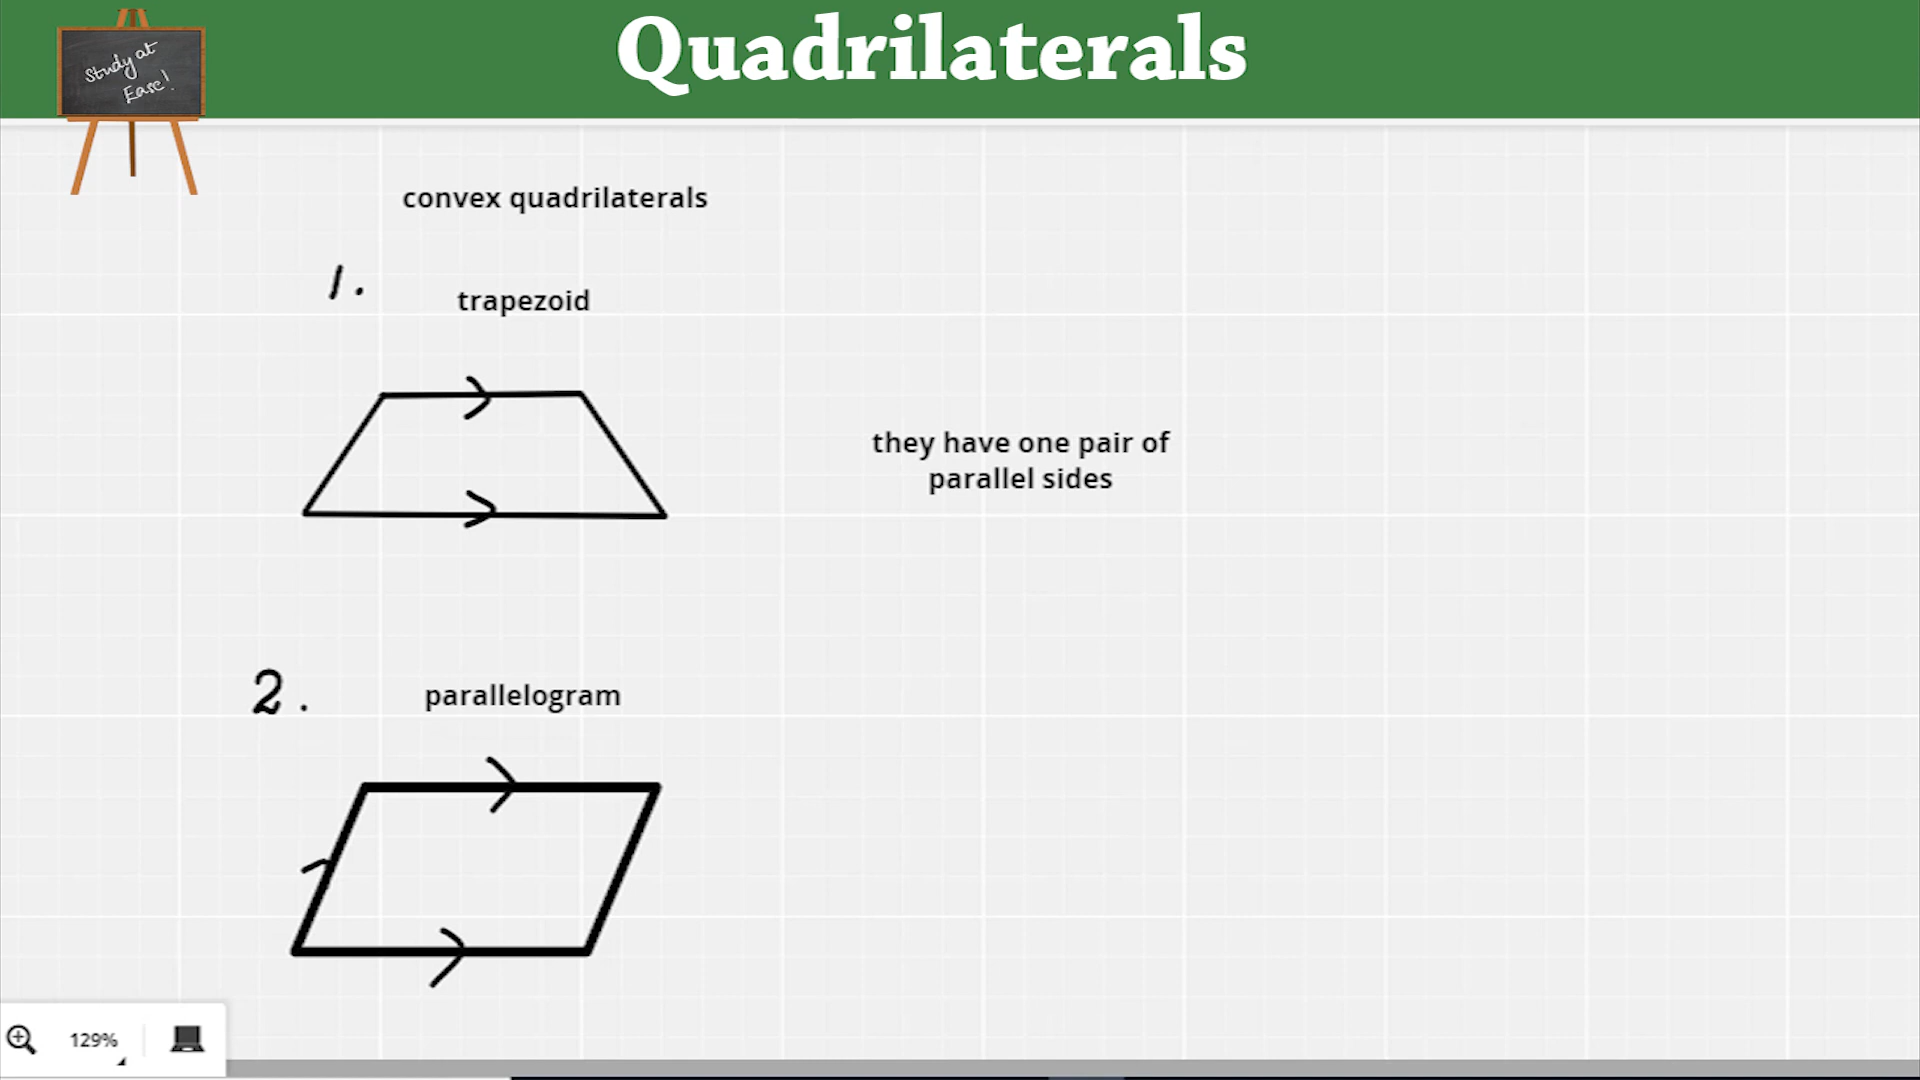 Study at
Ease!
Quadrilaterals
convex quadrilaterals
1.
trapezoid
they have one pair of
parallel sides
2.
parallelogram
129%